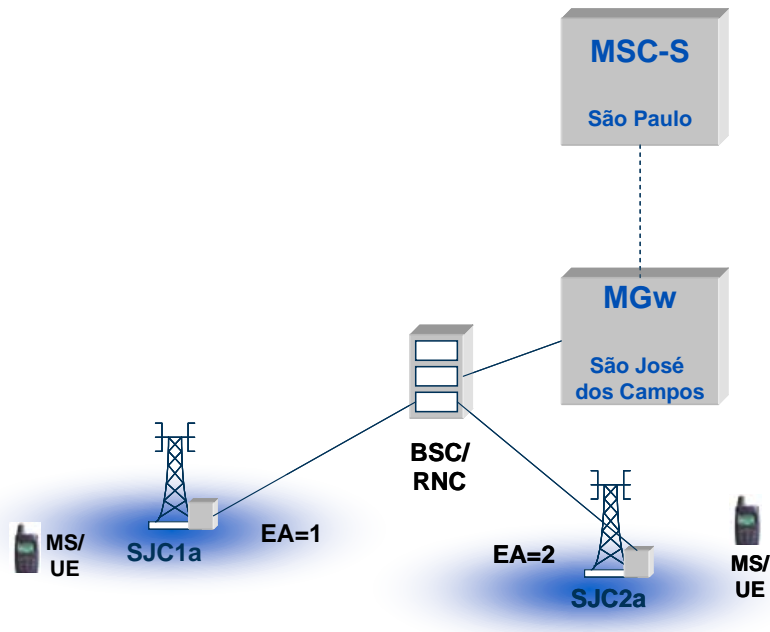 MSC-S
São Paulo
MGw
São José
dos Campos
BSC/
RNC
MS/
UE
SJC1a
EA=1
EA=2
SJC2a
MS/
UE